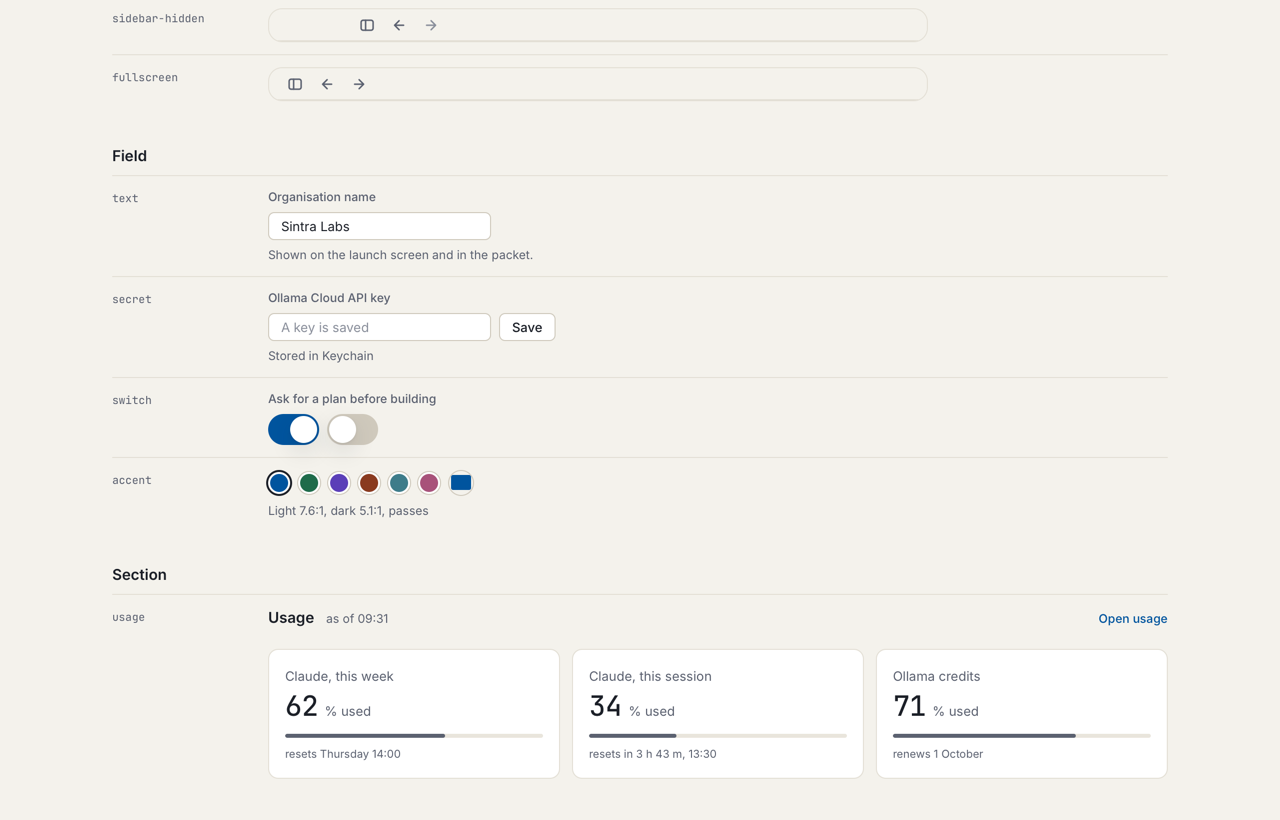 sidebar-hidden
fullscreen
Field
text
Organisation name
Sintra Labs
Shown on the launch screen and in the packet.
secret
Ollama Cloud API key
A key is saved
Save
Stored in Keychain
switch
Ask for a plan before building
accent
Light 7.6:1, dark 5.1:1, passes
Section
usage
Usage as of 09:31
Open usage
Claude, this week
62 % used
resets Thursday 14:00
Claude, this session
34 % used
resets in 3 h 43 m, 13:30
Ollama credits
71 % used
renews 1 October